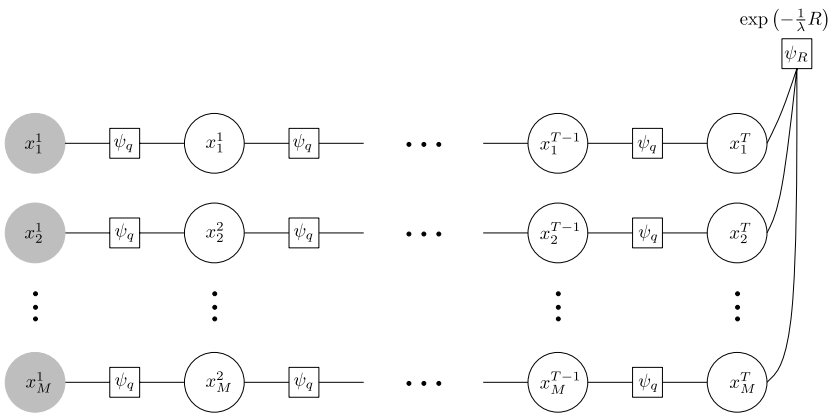 exp (−1/λ R)
ψ_R
x_1^1 ψ_q x_1^1 ψ_q ⋯ x_1^{T−1} ψ_q x_1^T
x_2^1 ψ_q x_2^2 ψ_q ⋯ x_2^{T−1} ψ_q x_2^T
⋮ ⋮ ⋮ ⋮
x_M^1 ψ_q x_M^2 ψ_q ⋯ x_M^{T−1} ψ_q x_M^T